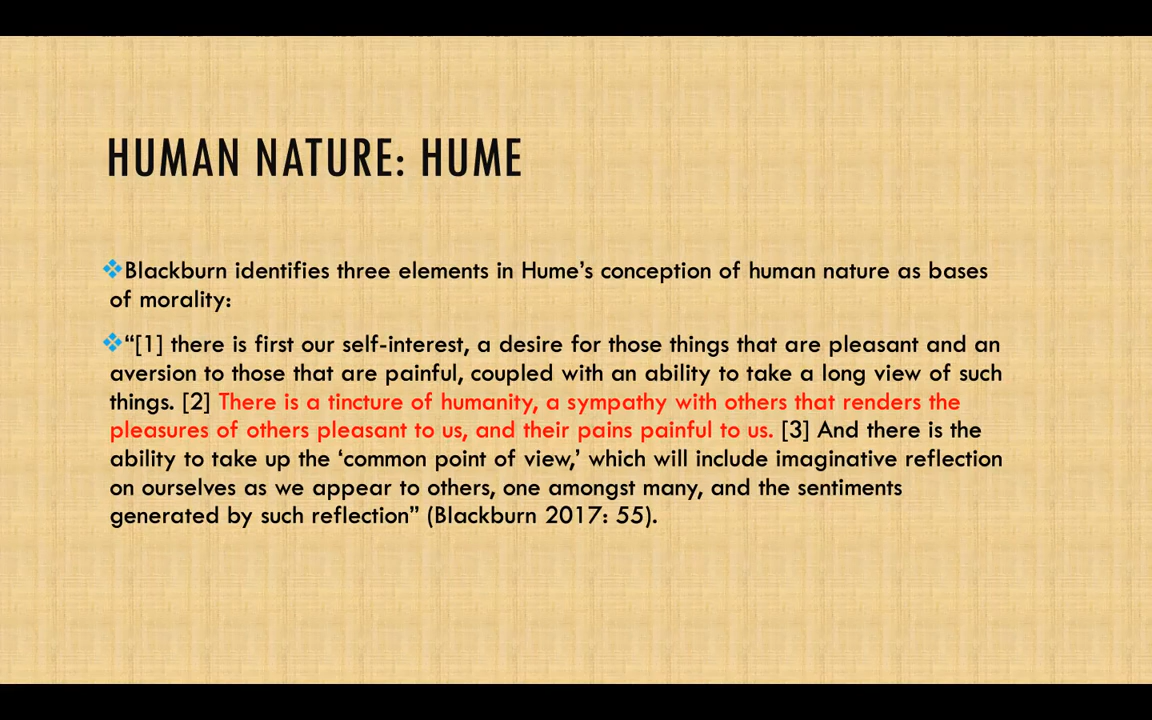 HUMAN NATURE: HUME
❖Blackburn identifies three elements in Hume’s conception of human nature as bases
of morality:
❖“[1] there is first our self-interest, a desire for those things that are pleasant and an
aversion to those that are painful, coupled with an ability to take a long view of such
things. [2] There is a tincture of humanity, a sympathy with others that renders the
pleasures of others pleasant to us, and their pains painful to us. [3] And there is the
ability to take up the ‘common point of view,’ which will include imaginative reflection
on ourselves as we appear to others, one amongst many, and the sentiments
generated by such reflection” (Blackburn 2017: 55).